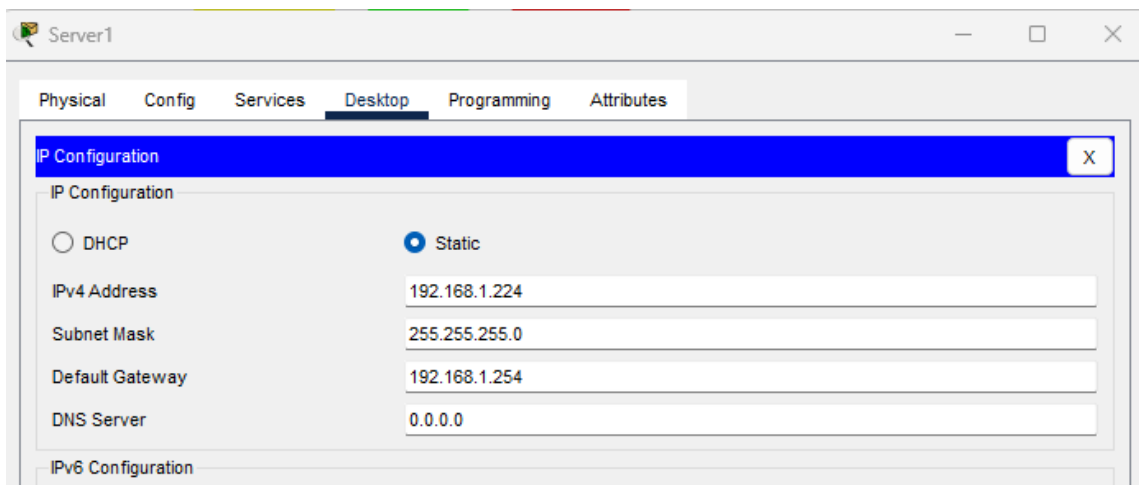 Server1
Physical Config Services Desktop Programming Attributes
IP Configuration X
IP Configuration
DHCP Static
IPv4 Address 192.168.1.224
Subnet Mask 255.255.255.0
Default Gateway 192.168.1.254
DNS Server 0.0.0.0
IPv6 Configuration